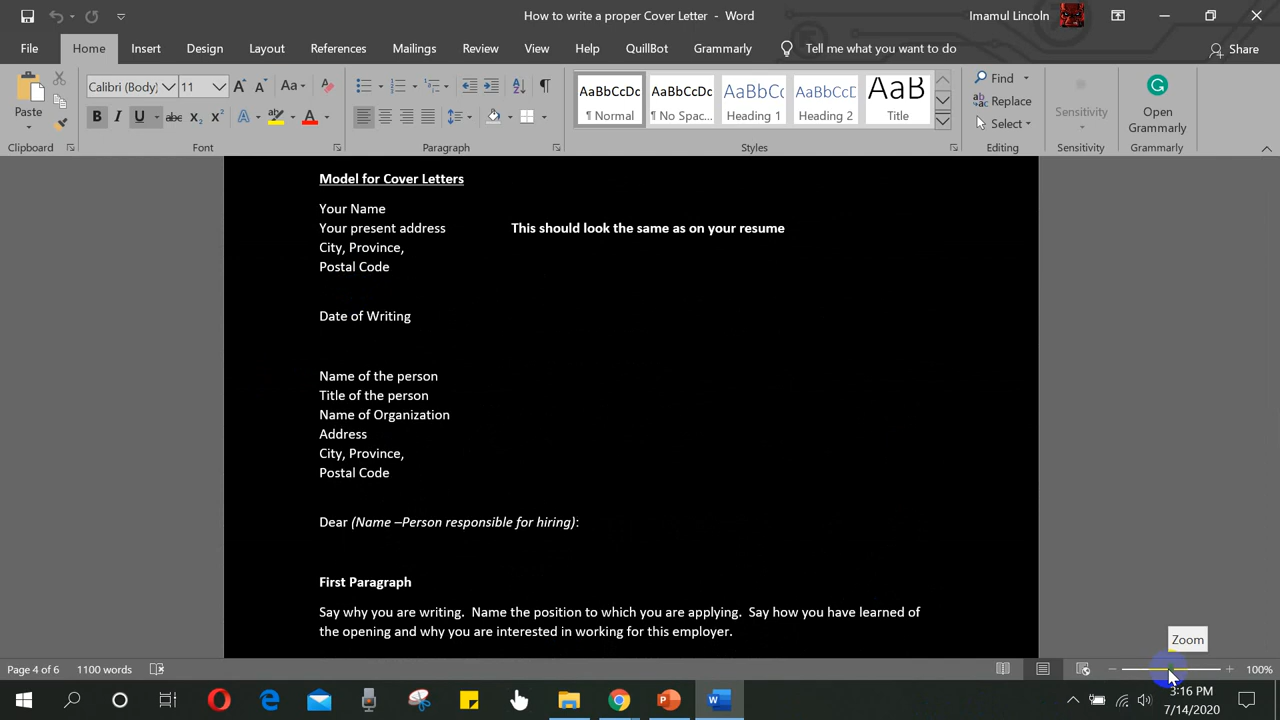 How to write a proper Cover Letter - Word
Imamul Lincoln
File Home Insert Design Layout References Mailings Review View Help QuillBot Grammarly Tell me what you want to do Share
Paste
Calibri (Body) 11
Aa
B I U abc X₂ X² A A
AaBbCcDc AaBbCcDc AaBbCc AaBbCcD AaB
¶ Normal ¶ No Spac... Heading 1 Heading 2 Title
Find
Replace
Select
Sensitivity
Open
Grammarly
Clipboard Font Paragraph Styles Editing Sensitivity Grammarly
Model for Cover Letters
Your Name
Your present address This should look the same as on your resume
City, Province,
Postal Code
Date of Writing
Name of the person
Title of the person
Name of Organization
Address
City, Province,
Postal Code
Dear (Name –Person responsible for hiring):
First Paragraph
Say why you are writing. Name the position to which you are applying. Say how you have learned of
the opening and why you are interested in working for this employer.
Zoom
Page 4 of 6 1100 words 100%
3:16 PM
7/14/2020